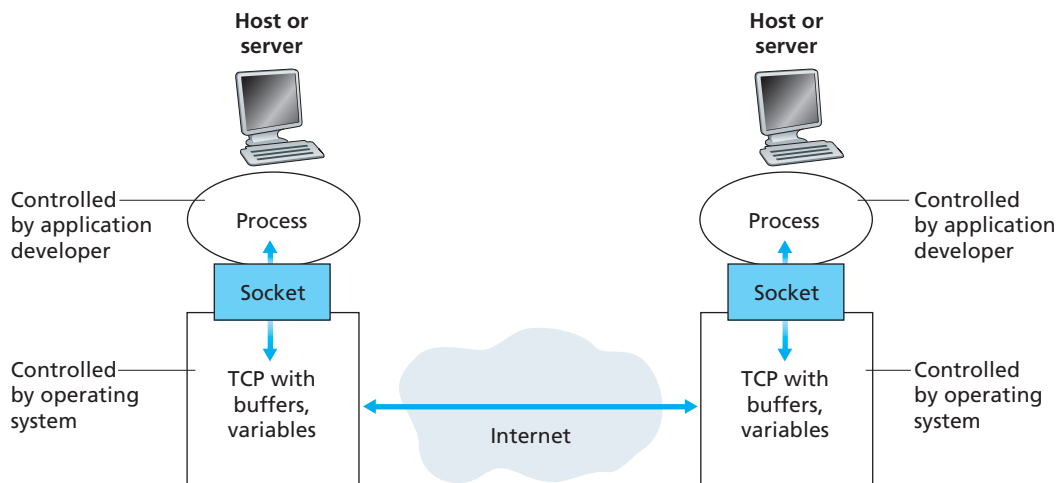 Host or
server
Host or
server
Controlled
by application
developer
Process
Process
Controlled
by application
developer
Socket
Socket
Controlled
by operating
system
TCP with
buffers,
variables
Internet
TCP with
buffers,
variables
Controlled
by operating
system